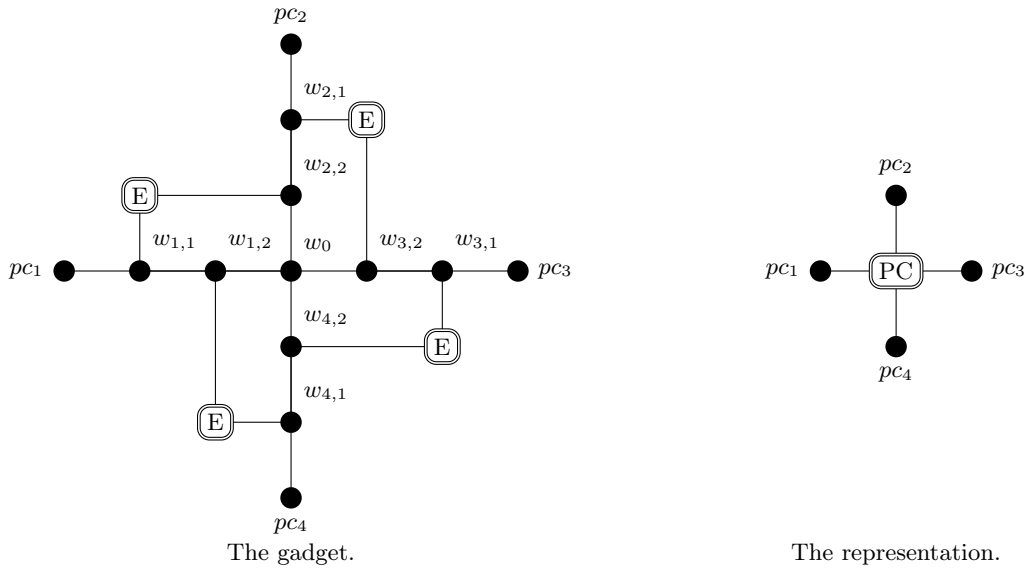 pc₂
w₂,₁
E
pc₂
w₂,₂
E
w₁,₁ w₁,₂ w₀ w₃,₂ w₃,₁
pc₁ pc₃ pc₁ PC pc₃
w₄,₂
E
pc₄
w₄,₁
E
pc₄
The gadget. The representation.